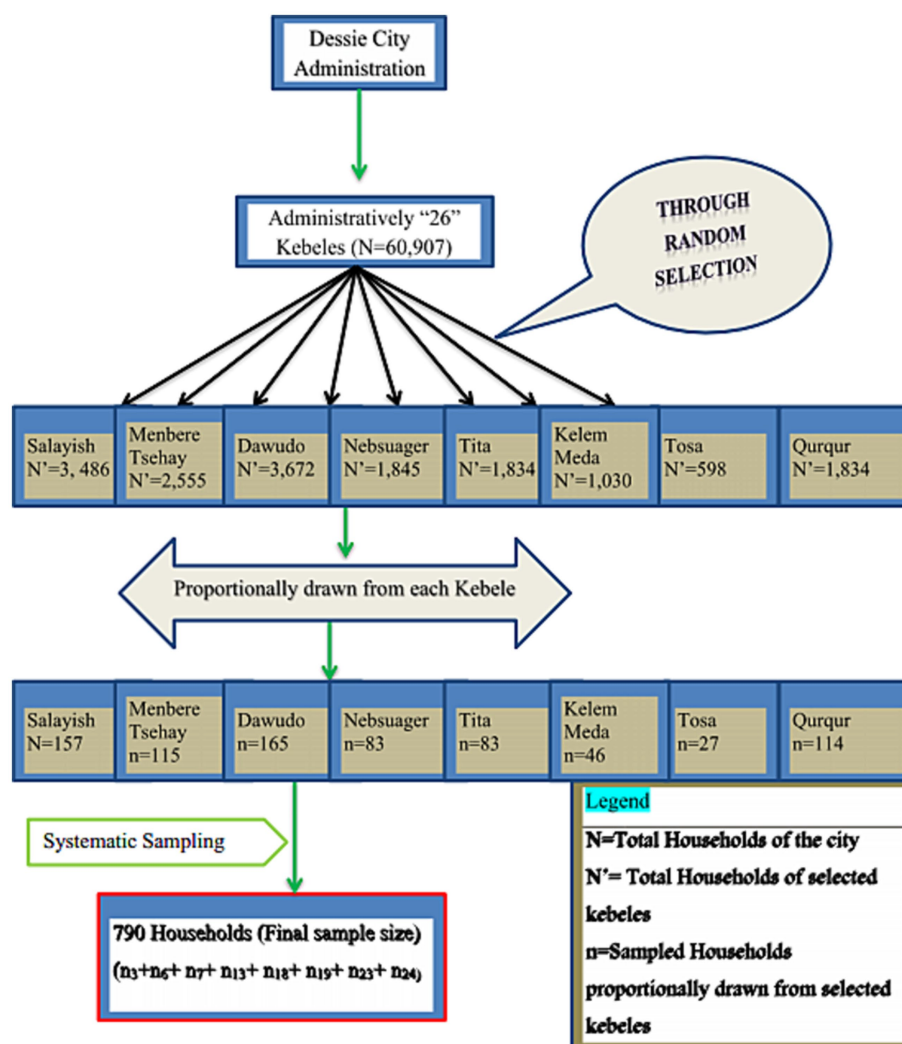 Dessie City
Administration
Administratively “26”
Kebeles (N=60,907)
THROUGH
RANDOM
SELECTION
Salayish
N’=3, 486
Menbere
Tsehay
N’=2,555
Dawudo
N’=3,672
Nebsuager
N’=1,845
Tita
N’=1,834
Kelem
Meda
N’=1,030
Tosa
N’=598
Qurqur
N’=1,834
Proportionally drawn from each Kebele
Salayish
N=157
Menbere
Tsehay
n=115
Dawudo
n=165
Nebsuager
n=83
Tita
n=83
Kelem
Meda
n=46
Tosa
n=27
Qurqur
n=114
Systematic Sampling
790 Households (Final sample size)
(n3+n6+ n7+ n13+ n18+ n19+ n23+ n24)
Legend
N=Total Households of the city
N’= Total Households of selected
kebeles
n=Sampled Households
proportionally drawn from selected
kebeles